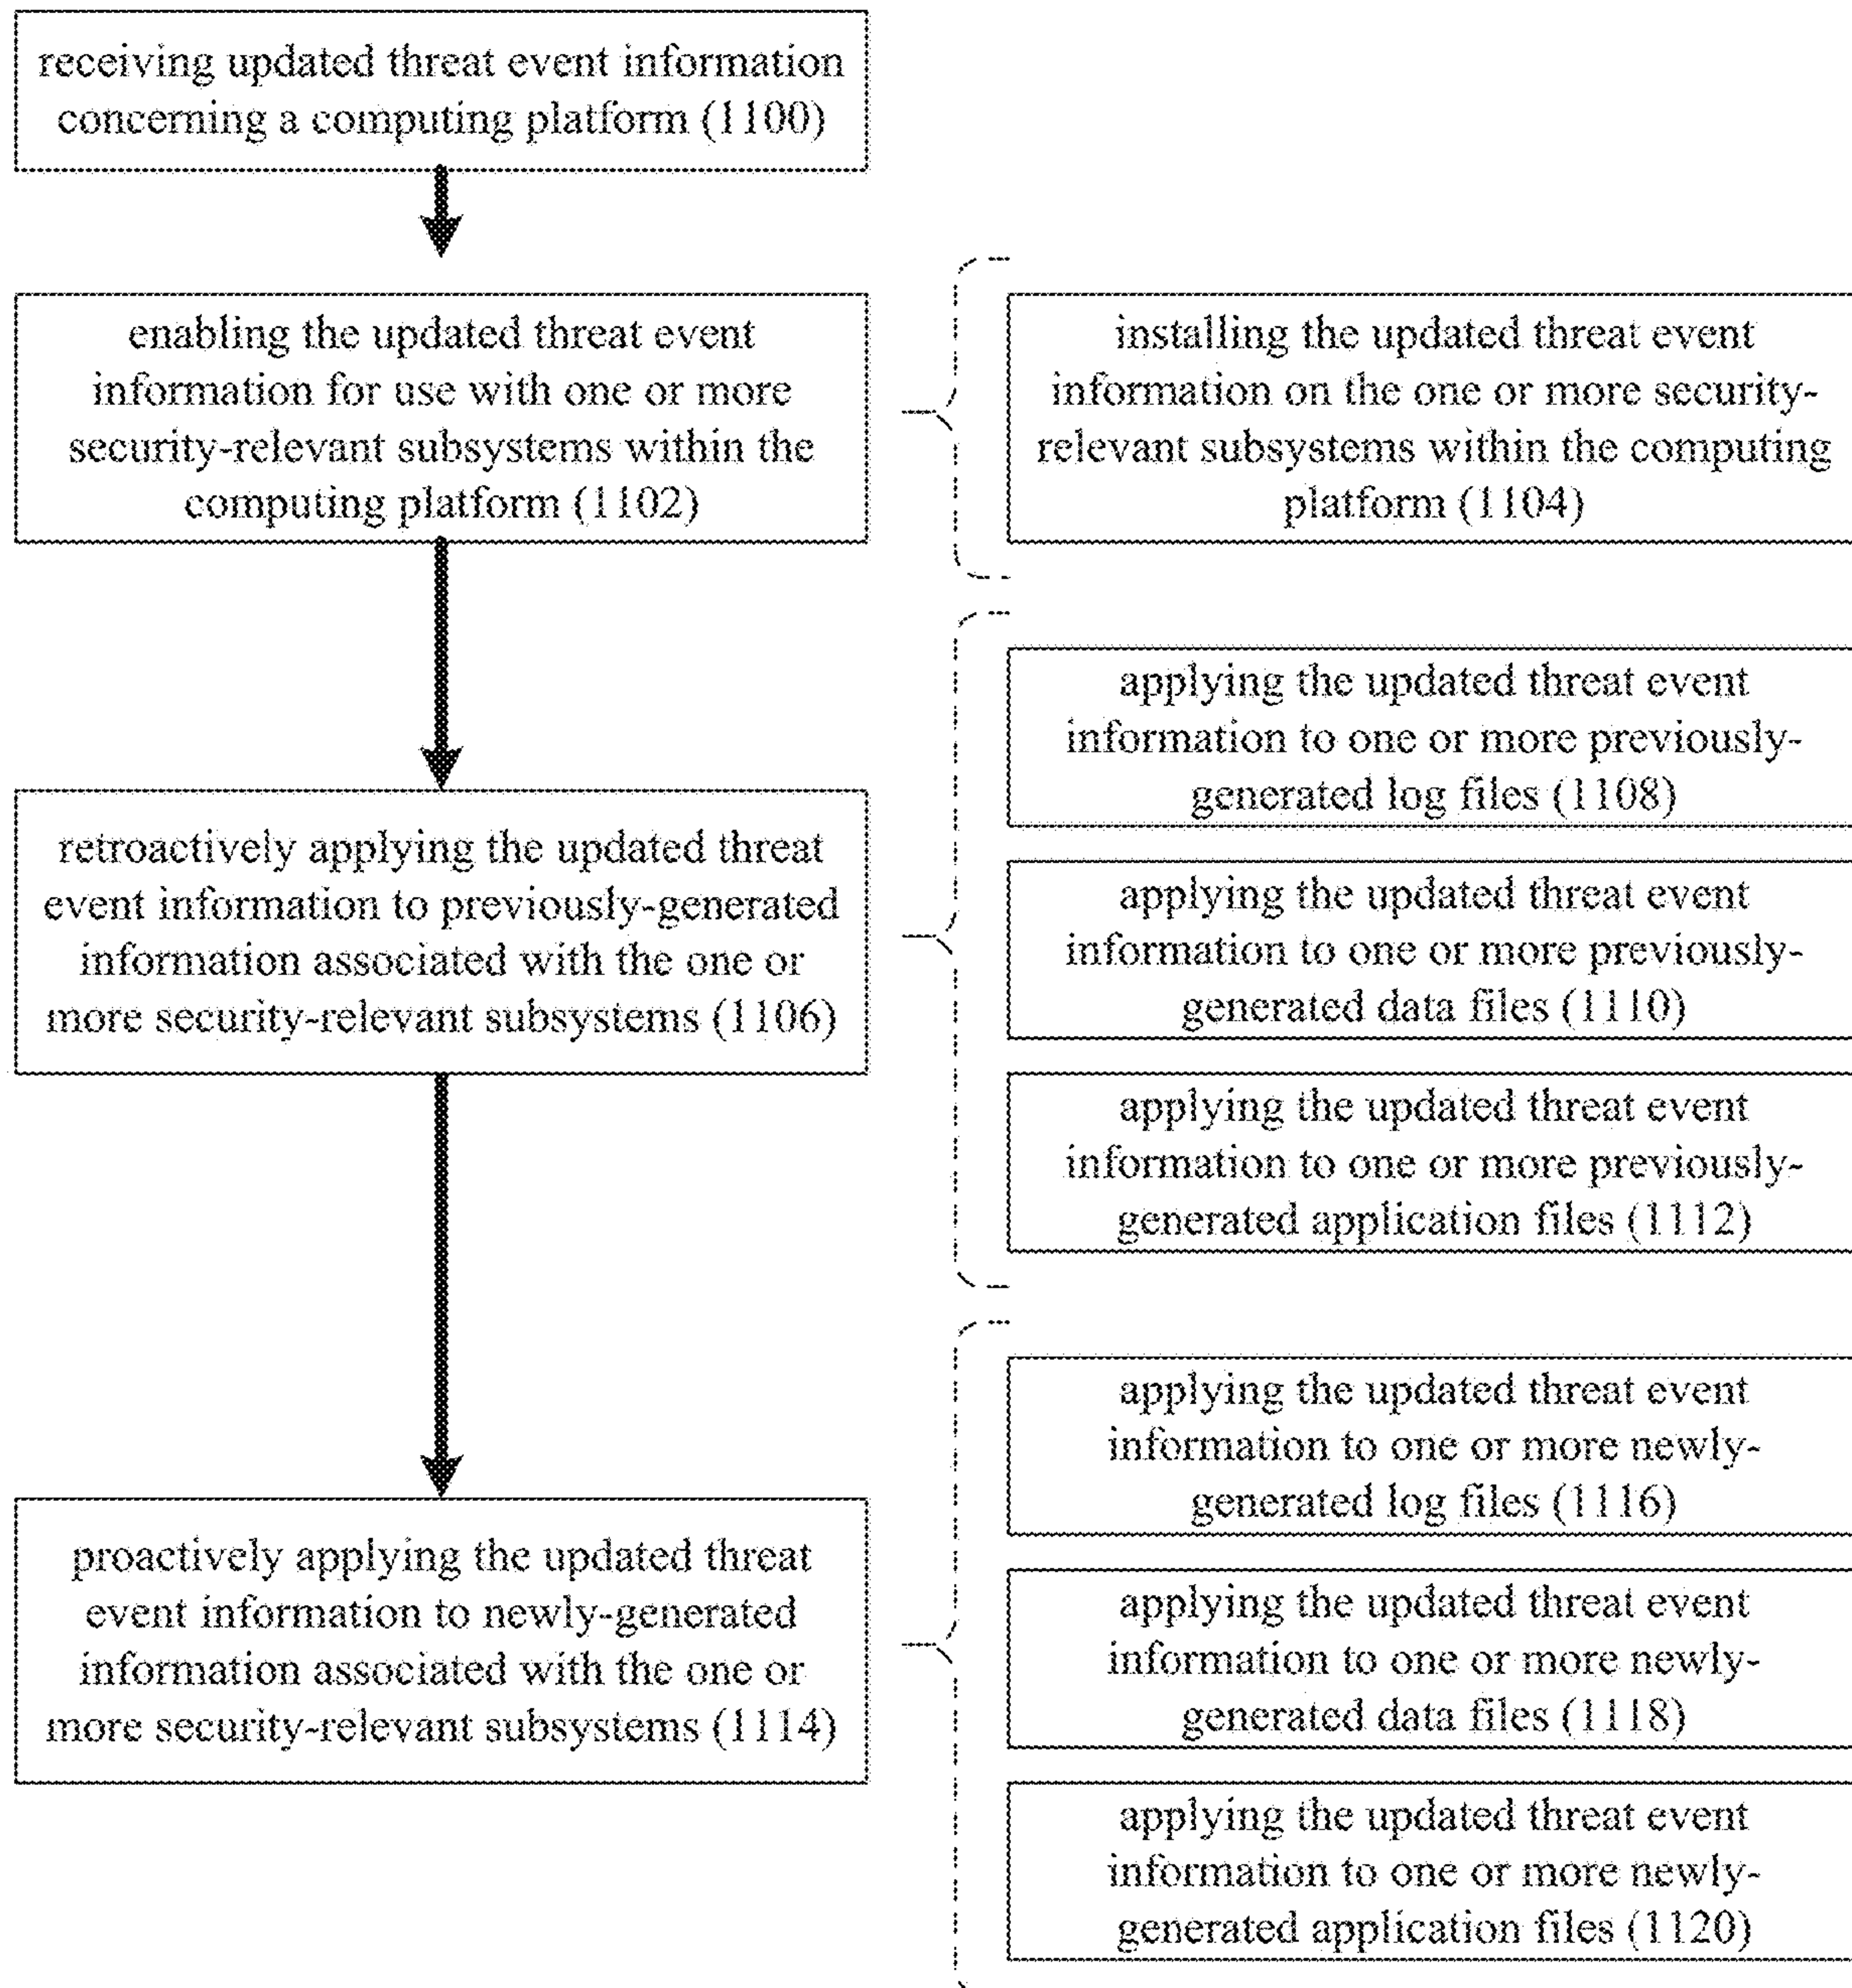 receiving updated threat event information
concerning a computing platform (1100)
enabling the updated threat event
information for use with one or more
security-relevant subsystems within the
computing platform (1102)
installing the updated threat event
information on the one or more security-
relevant subsystems within the computing
platform (1104)
retroactively applying the updated threat
event information to previously-generated
information associated with the one or
more security-relevant subsystems (1106)
applying the updated threat event
information to one or more previously-
generated log files (1108)
applying the updated threat event
information to one or more previously-
generated data files (1110)
applying the updated threat event
information to one or more previously-
generated application files (1112)
proactively applying the updated threat
event information to newly-generated
information associated with the one or
more security-relevant subsystems (1114)
applying the updated threat event
information to one or more newly-
generated log files (1116)
applying the updated threat event
information to one or more newly-
generated data files (1118)
applying the updated threat event
information to one or more newly-
generated application files (1120)